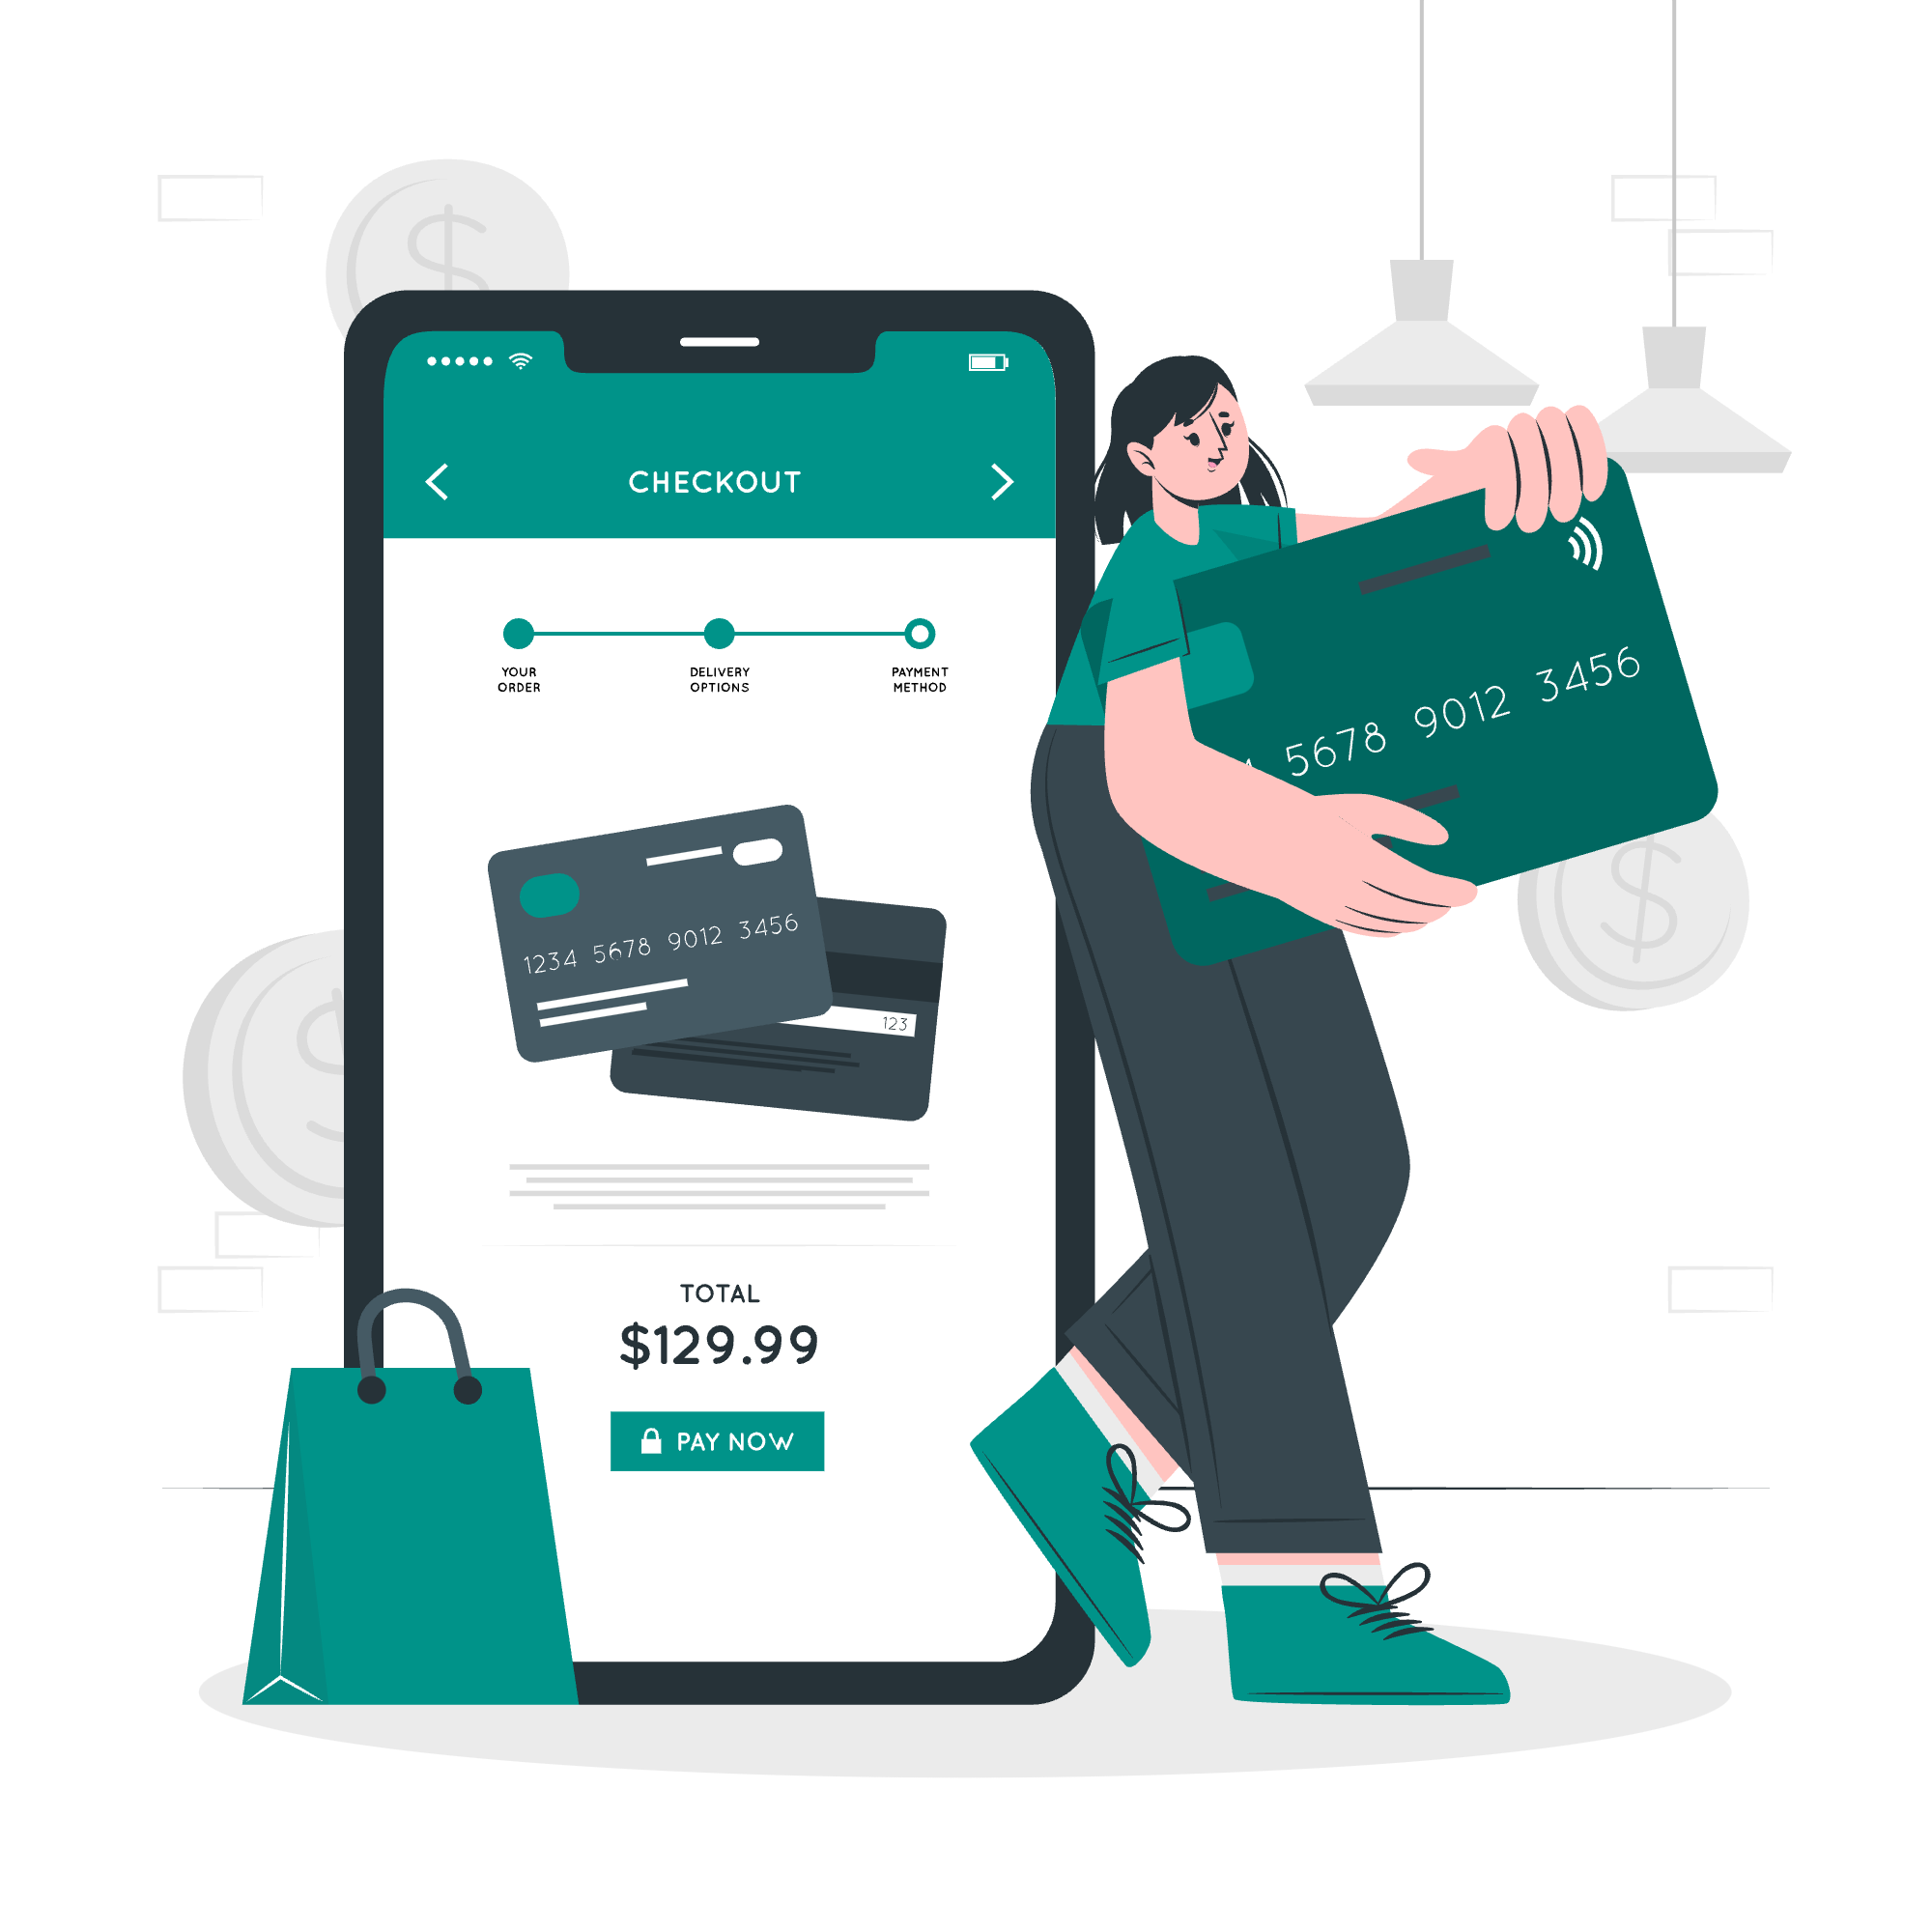 $
CHECKOUT
YOUR
ORDER
DELIVERY
OPTIONS
PAYMENT
METHOD
5678 9012 3456
1234 5678 9012 3456
123
$
$
TOTAL
$129.99
PAY NOW